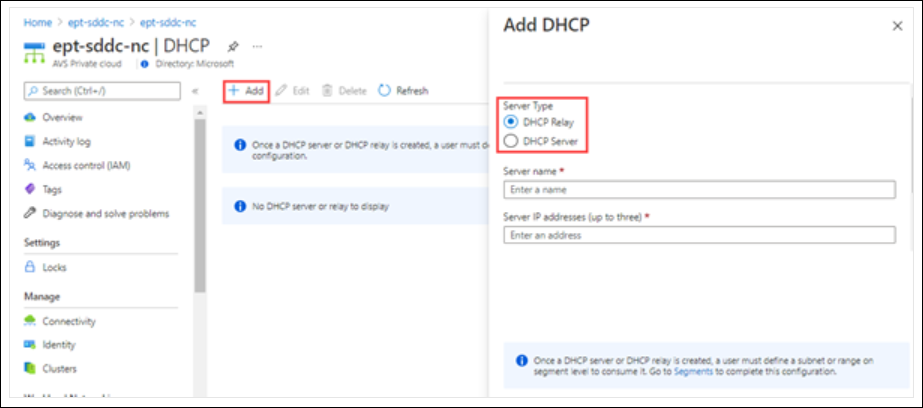 Home > ept-sddc-nc > ept-sddc-nc
ept-sddc-nc | DHCP
AVS Private cloud
Directory: Microsoft
Search (Ctrl+/)
«
Overview
Activity log
Access control (IAM)
Tags
Diagnose and solve problems
Settings
Locks
Manage
Connectivity
Identity
Clusters
+ Add
Edit
Delete
Refresh
Once a DHCP server or DHCP relay is created, a user must de
configuration.
No DHCP server or relay to display
Add DHCP
Server Type
DHCP Relay
DHCP Server
Server name *
Enter a name
Server IP addresses (up to three) *
Enter an address
Once a DHCP server or DHCP relay is created, a user must define a subnet or range on
segment level to consume it. Go to Segments to complete this configuration.